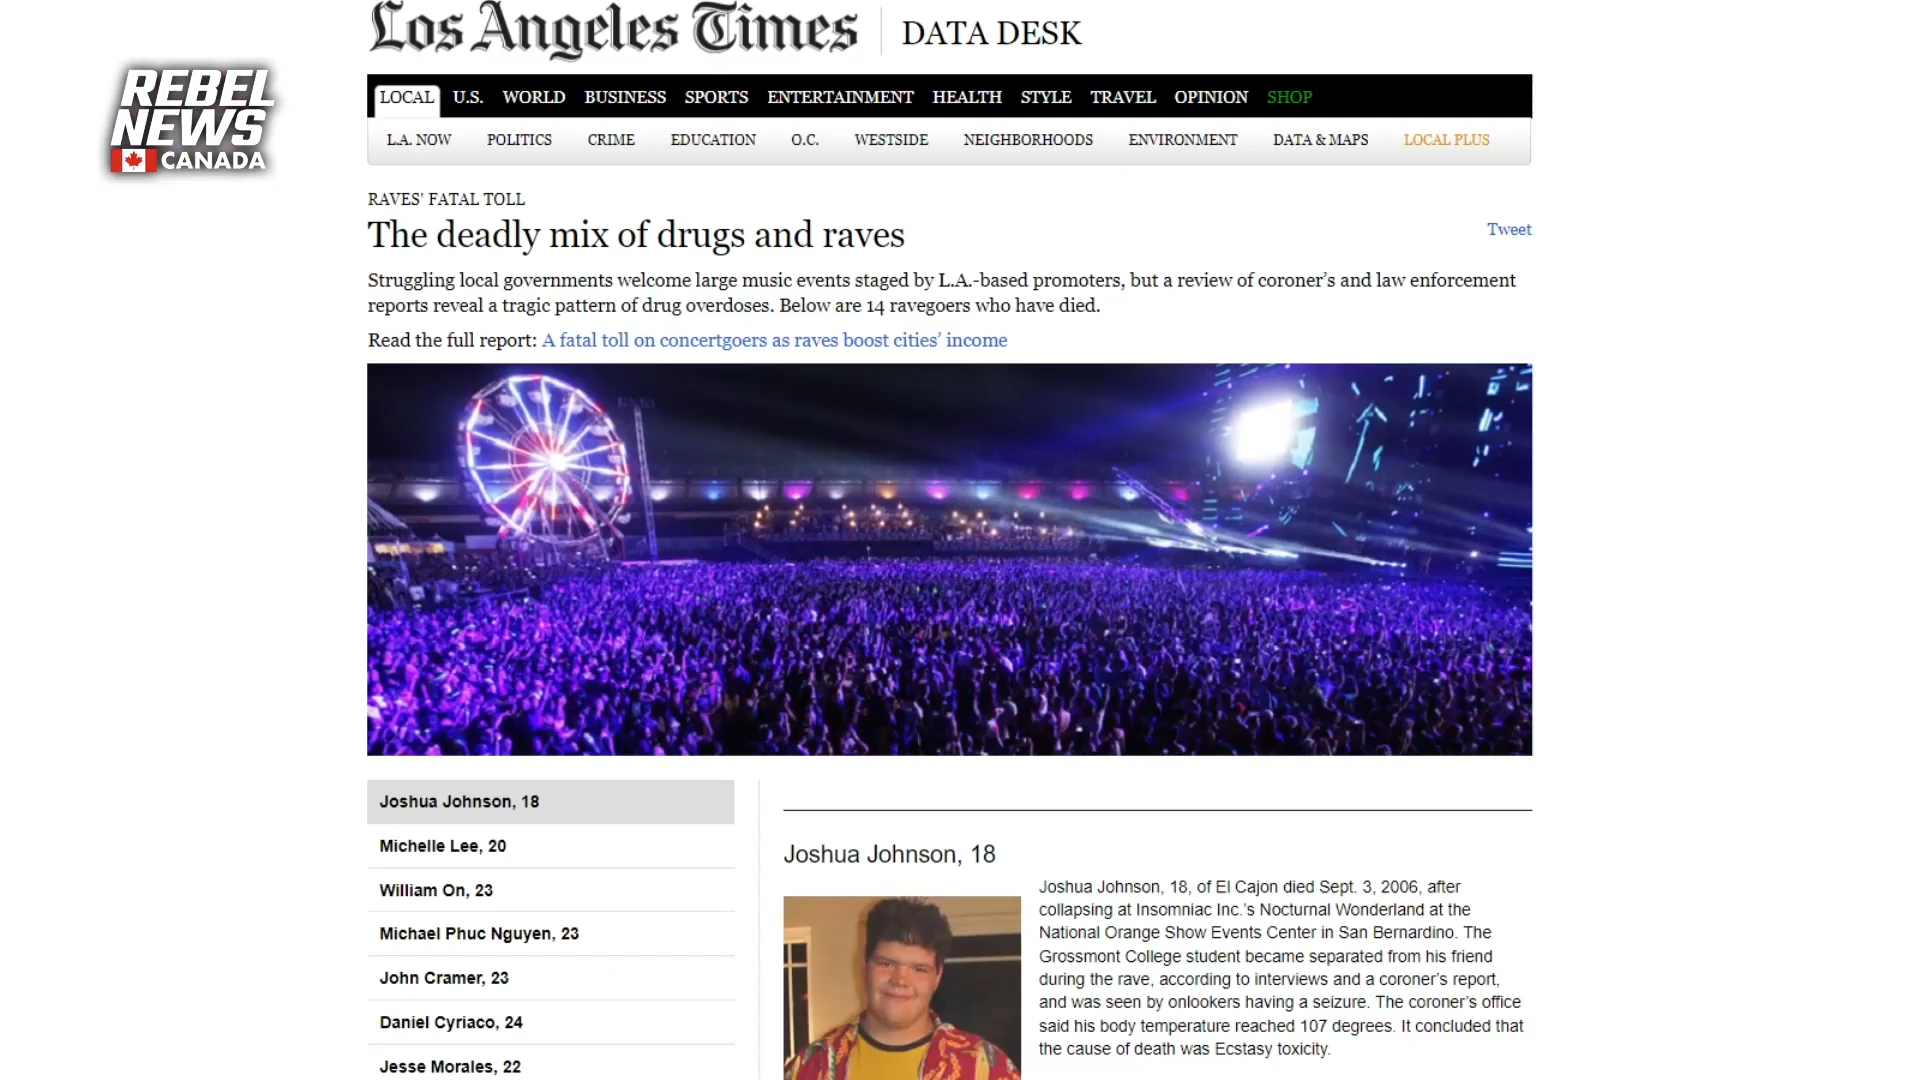 Los Angeles Times
DATA DESK
REBEL
NEWS
CANADA
LOCAL U.S. WORLD BUSINESS SPORTS ENTERTAINMENT HEALTH STYLE TRAVEL OPINION SHOP
L.A. NOW POLITICS CRIME EDUCATION O.C. WESTSIDE NEIGHBORHOODS ENVIRONMENT DATA & MAPS LOCAL PLUS
RAVES' FATAL TOLL
The deadly mix of drugs and raves
Tweet
Struggling local governments welcome large music events staged by L.A.-based promoters, but a review of coroner's and law enforcement
reports reveal a tragic pattern of drug overdoses. Below are 14 ravegoers who have died.
Read the full report: A fatal toll on concertgoers as raves boost cities' income
Joshua Johnson, 18
Michelle Lee, 20
William On, 23
Michael Phuc Nguyen, 23
John Cramer, 23
Daniel Cyriaco, 24
Jesse Morales, 22
Joshua Johnson, 18
Joshua Johnson, 18, of El Cajon died Sept. 3, 2006, after
collapsing at Insomniac Inc.'s Nocturnal Wonderland at the
National Orange Show Events Center in San Bernardino. The
Grossmont College student became separated from his friend
during the rave, according to interviews and a coroner's report,
and was seen by onlookers having a seizure. The coroner's office
said his body temperature reached 107 degrees. It concluded that
the cause of death was Ecstasy toxicity.